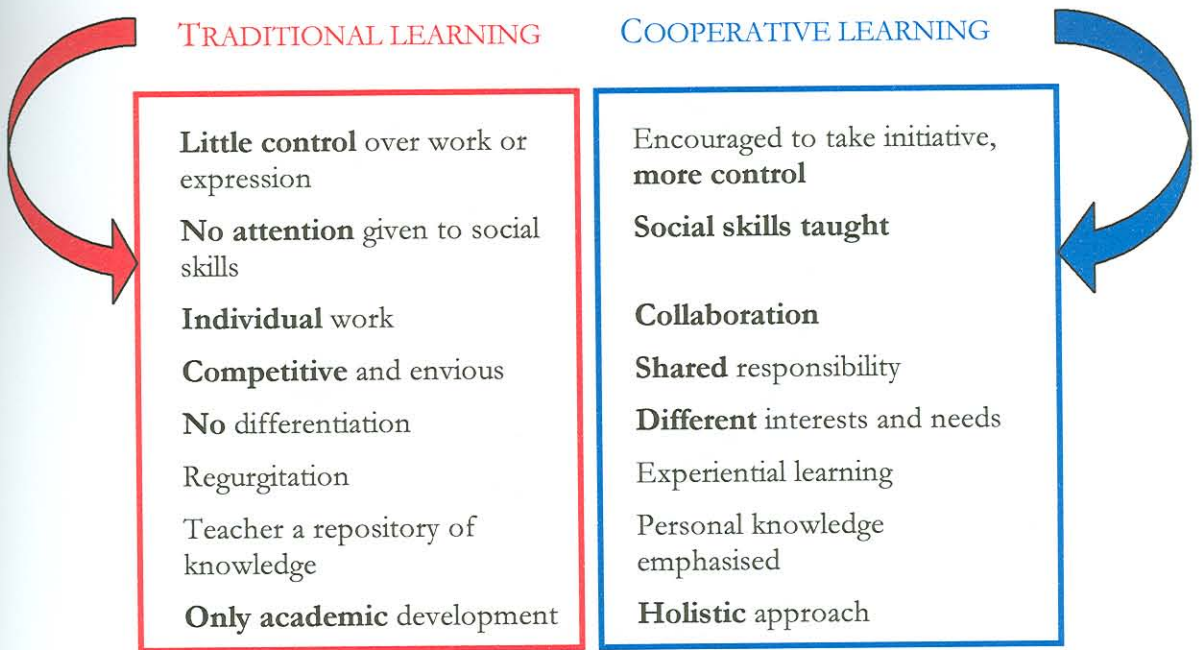 TRADITIONAL LEARNING
Little control over work or
expression
No attention given to social
skills
Individual work
Competitive and envious
No differentiation
Regurgitation
Teacher a repository of
knowledge
Only academic development
COOPERATIVE LEARNING
Encouraged to take initiative,
more control
Social skills taught
Collaboration
Shared responsibility
Different interests and needs
Experiential learning
Personal knowledge
emphasised
Holistic approach